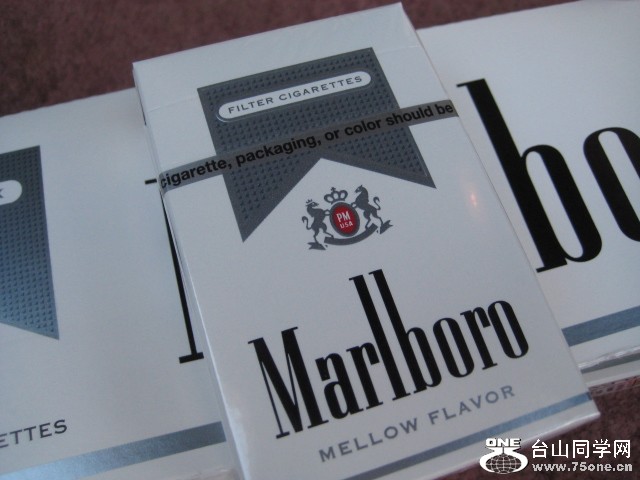 FILTER CIGARETTES
cigarette, packaging, or color should be
PM
USA
Marlboro
MELLOW FLAVOR
ETTES
bo
ONE
台山同学网
www.75one.cn